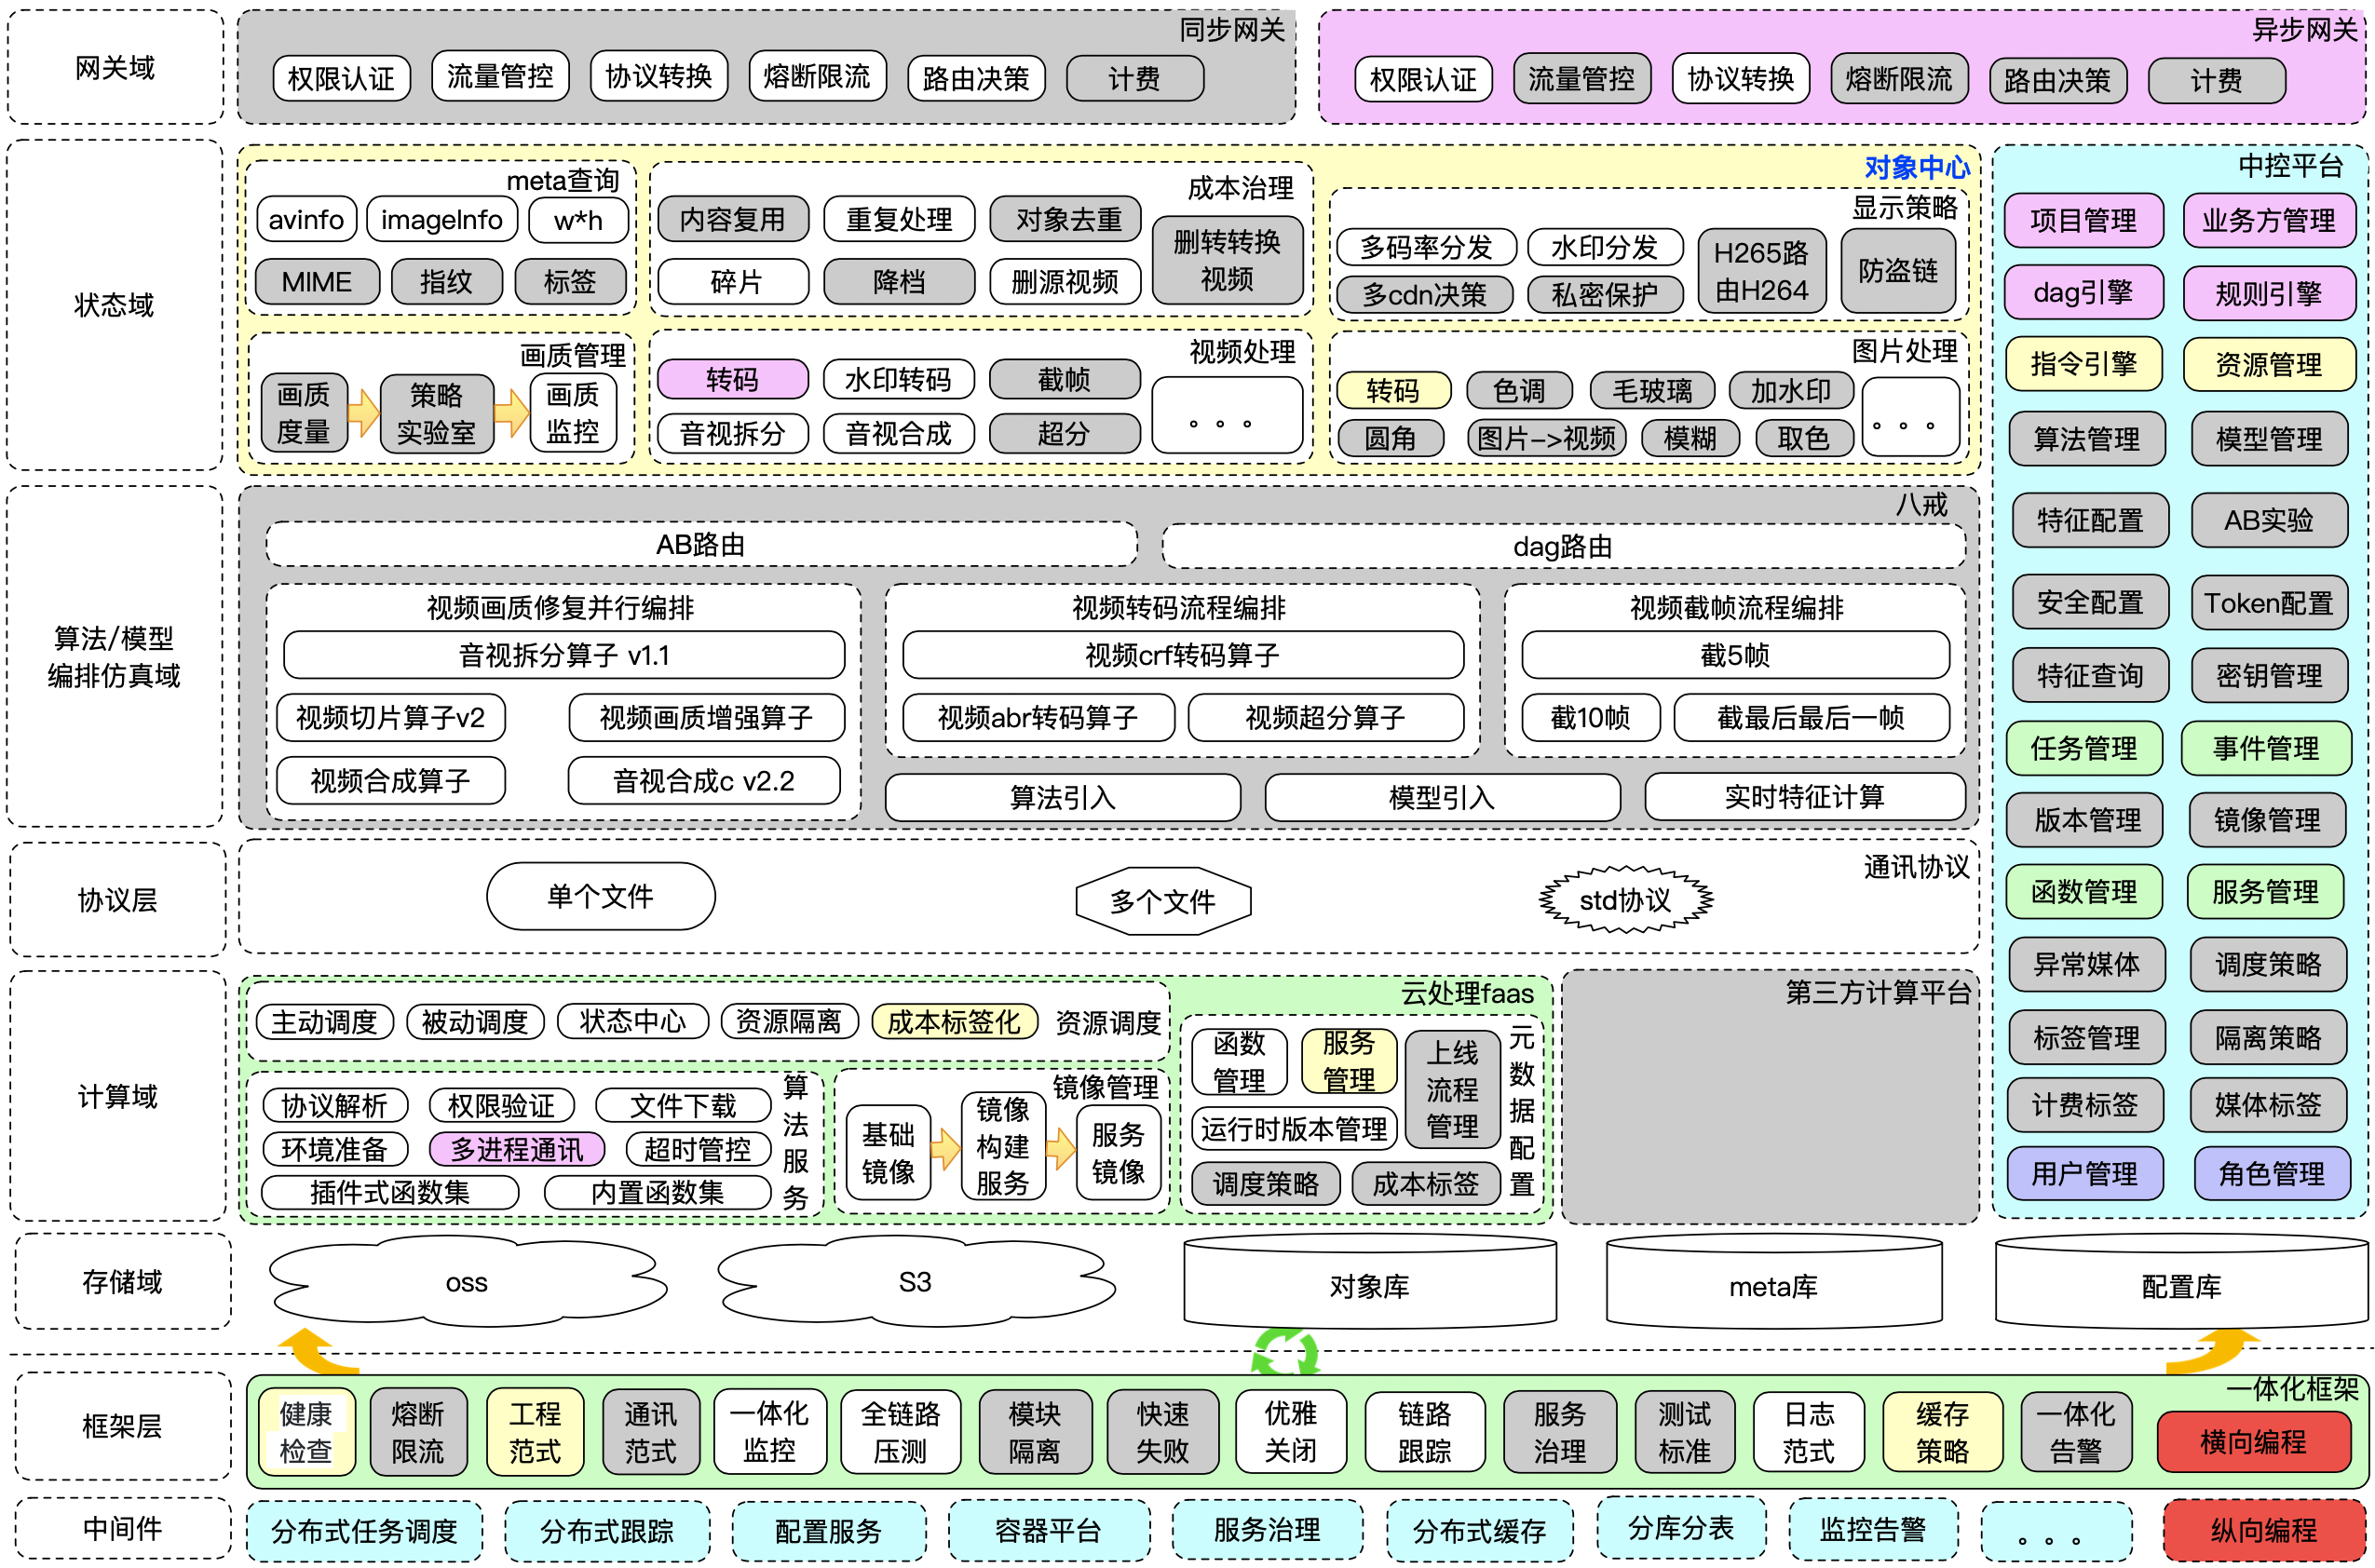 网关域
同步网关
权限认证
流量管控
协议转换
熔断限流
路由决策
计费
异步网关
权限认证
流量管控
协议转换
熔断限流
路由决策
计费
状态域
对象中心
meta查询
avinfo
imageInfo
w*h
MIME
指纹
标签
成本治理
内容复用
重复处理
对象去重
删转转换
视频
碎片
降档
删源视频
显示策略
多码率分发
水印分发
H265路
由H264
防盗链
多cdn决策
私密保护
画质管理
画质
度量
策略
实验室
画质
监控
视频处理
转码
水印转码
截帧
。。。
音视拆分
音视合成
超分
图片处理
转码
色调
毛玻璃
加水印
。。。
圆角
图片->视频
模糊
取色
中控平台
项目管理
业务方管理
dag引擎
规则引擎
指令引擎
资源管理
算法管理
模型管理
特征配置
AB实验
安全配置
Token配置
特征查询
密钥管理
任务管理
事件管理
版本管理
镜像管理
函数管理
服务管理
异常媒体
调度策略
标签管理
隔离策略
计费标签
媒体标签
用户管理
角色管理
算法/模型
编排仿真域
八戒
AB路由
dag路由
视频画质修复并行编排
音视拆分算子 v1.1
视频切片算子v2
视频画质增强算子
视频合成算子
音视合成c v2.2
视频转码流程编排
视频crf转码算子
视频abr转码算子
视频超分算子
视频截帧流程编排
截5帧
截10帧
截最后最后一帧
算法引入
模型引入
实时特征计算
协议层
通讯协议
单个文件
多个文件
std协议
计算域
云处理faas
主动调度
被动调度
状态中心
资源隔离
成本标签化
资源调度
算
法
服
务
协议解析
权限验证
文件下载
环境准备
多进程通讯
超时管控
插件式函数集
内置函数集
镜像管理
基础
镜像
镜像
构建
服务
服务
镜像
元
数
据
配
置
函数
管理
服务
管理
上线
流程
管理
运行时版本管理
调度策略
成本标签
第三方计算平台
存储域
oss
S3
对象库
meta库
配置库
框架层
一体化框架
健康
检查
熔断
限流
工程
范式
通讯
范式
一体化
监控
全链路
压测
模块
隔离
快速
失败
优雅
关闭
链路
跟踪
服务
治理
测试
标准
日志
范式
缓存
策略
一体化
告警
横向编程
中间件
分布式任务调度
分布式跟踪
配置服务
容器平台
服务治理
分布式缓存
分库分表
监控告警
。。。
纵向编程